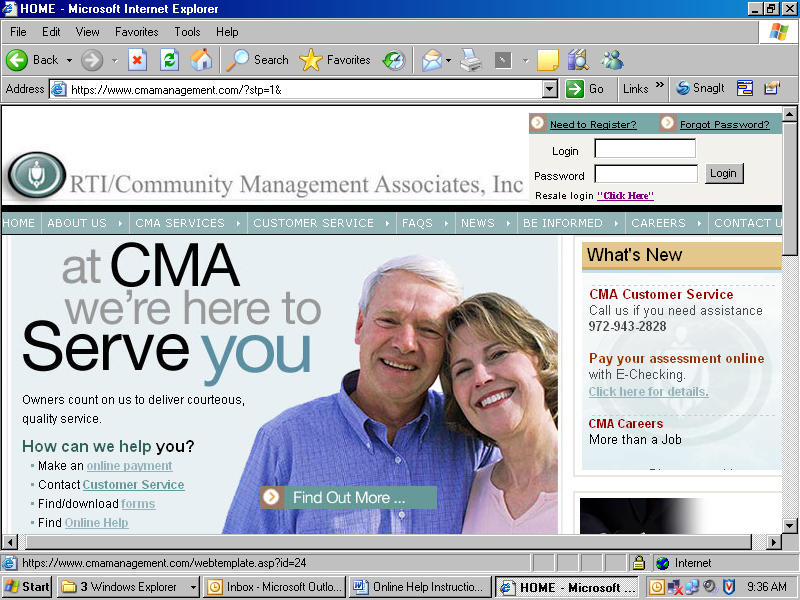 HOME - Microsoft Internet Explorer
File Edit View Favorites Tools Help
Back Search Favorites
Address https://www.cmamanagement.com/?stp=1& Go Links » SnagIt
Need to Register? Forgot Password?
Login
Password Login
Resale login "Click Here"
RTI/Community Management Associates, Inc
HOME ABOUT US CMA SERVICES CUSTOMER SERVICE FAQS NEWS BE INFORMED CAREERS CONTACT U
at CMA
we're here to
Serve you
Owners count on us to deliver courteous,
quality service.
How can we help you?
Make an online payment
Contact Customer Service
Find/download forms
Find Online Help
Find Out More ...
What's New
CMA Customer Service
Call us if you need assistance
972-943-2828
Pay your assessment online
with E-Checking.
Click here for details.
CMA Careers
More than a Job
https://www.cmamanagement.com/webtemplate.asp?id=24 Internet
Start 3 Windows Explorer Inbox - Microsoft Outlo... Online Help Instructio... HOME - Microsoft ... 9:36 AM